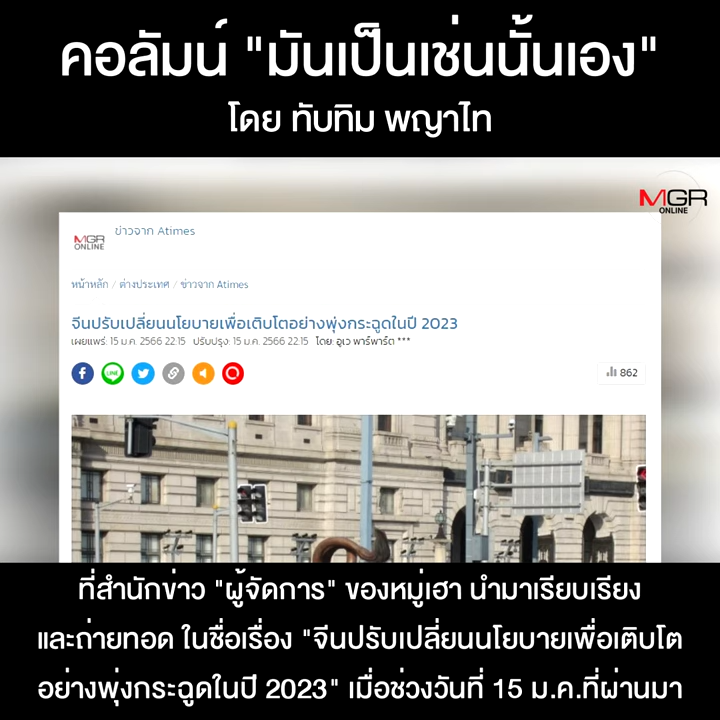 คอลัมน์ "มันเป็นเช่นนั้นเอง"
โดย ทับทิม พญาไท
MGR
ONLINE
MGR
ONLINE
ข่าวจาก Atimes
หน้าหลัก / ต่างประเทศ / ข่าวจาก Atimes
จีนปรับเปลี่ยนนโยบายเพื่อเติบโตอย่างพุ่งกระฉูดในปี 2023
เผยแพร่: 15 ม.ค. 2566 22:15 ปรับปรุง: 15 ม.ค. 2566 22:15 โดย: อูเว พาร์พาร์ต ***
LINE
862
ที่สำนักข่าว "ผู้จัดการ" ของหมู่เฮา นำมาเรียบเรียง
และถ่ายทอด ในชื่อเรื่อง "จีนปรับเปลี่ยนนโยบายเพื่อเติบโต
อย่างพุ่งกระฉูดในปี 2023" เมื่อช่วงวันที่ 15 ม.ค.ที่ผ่านมา